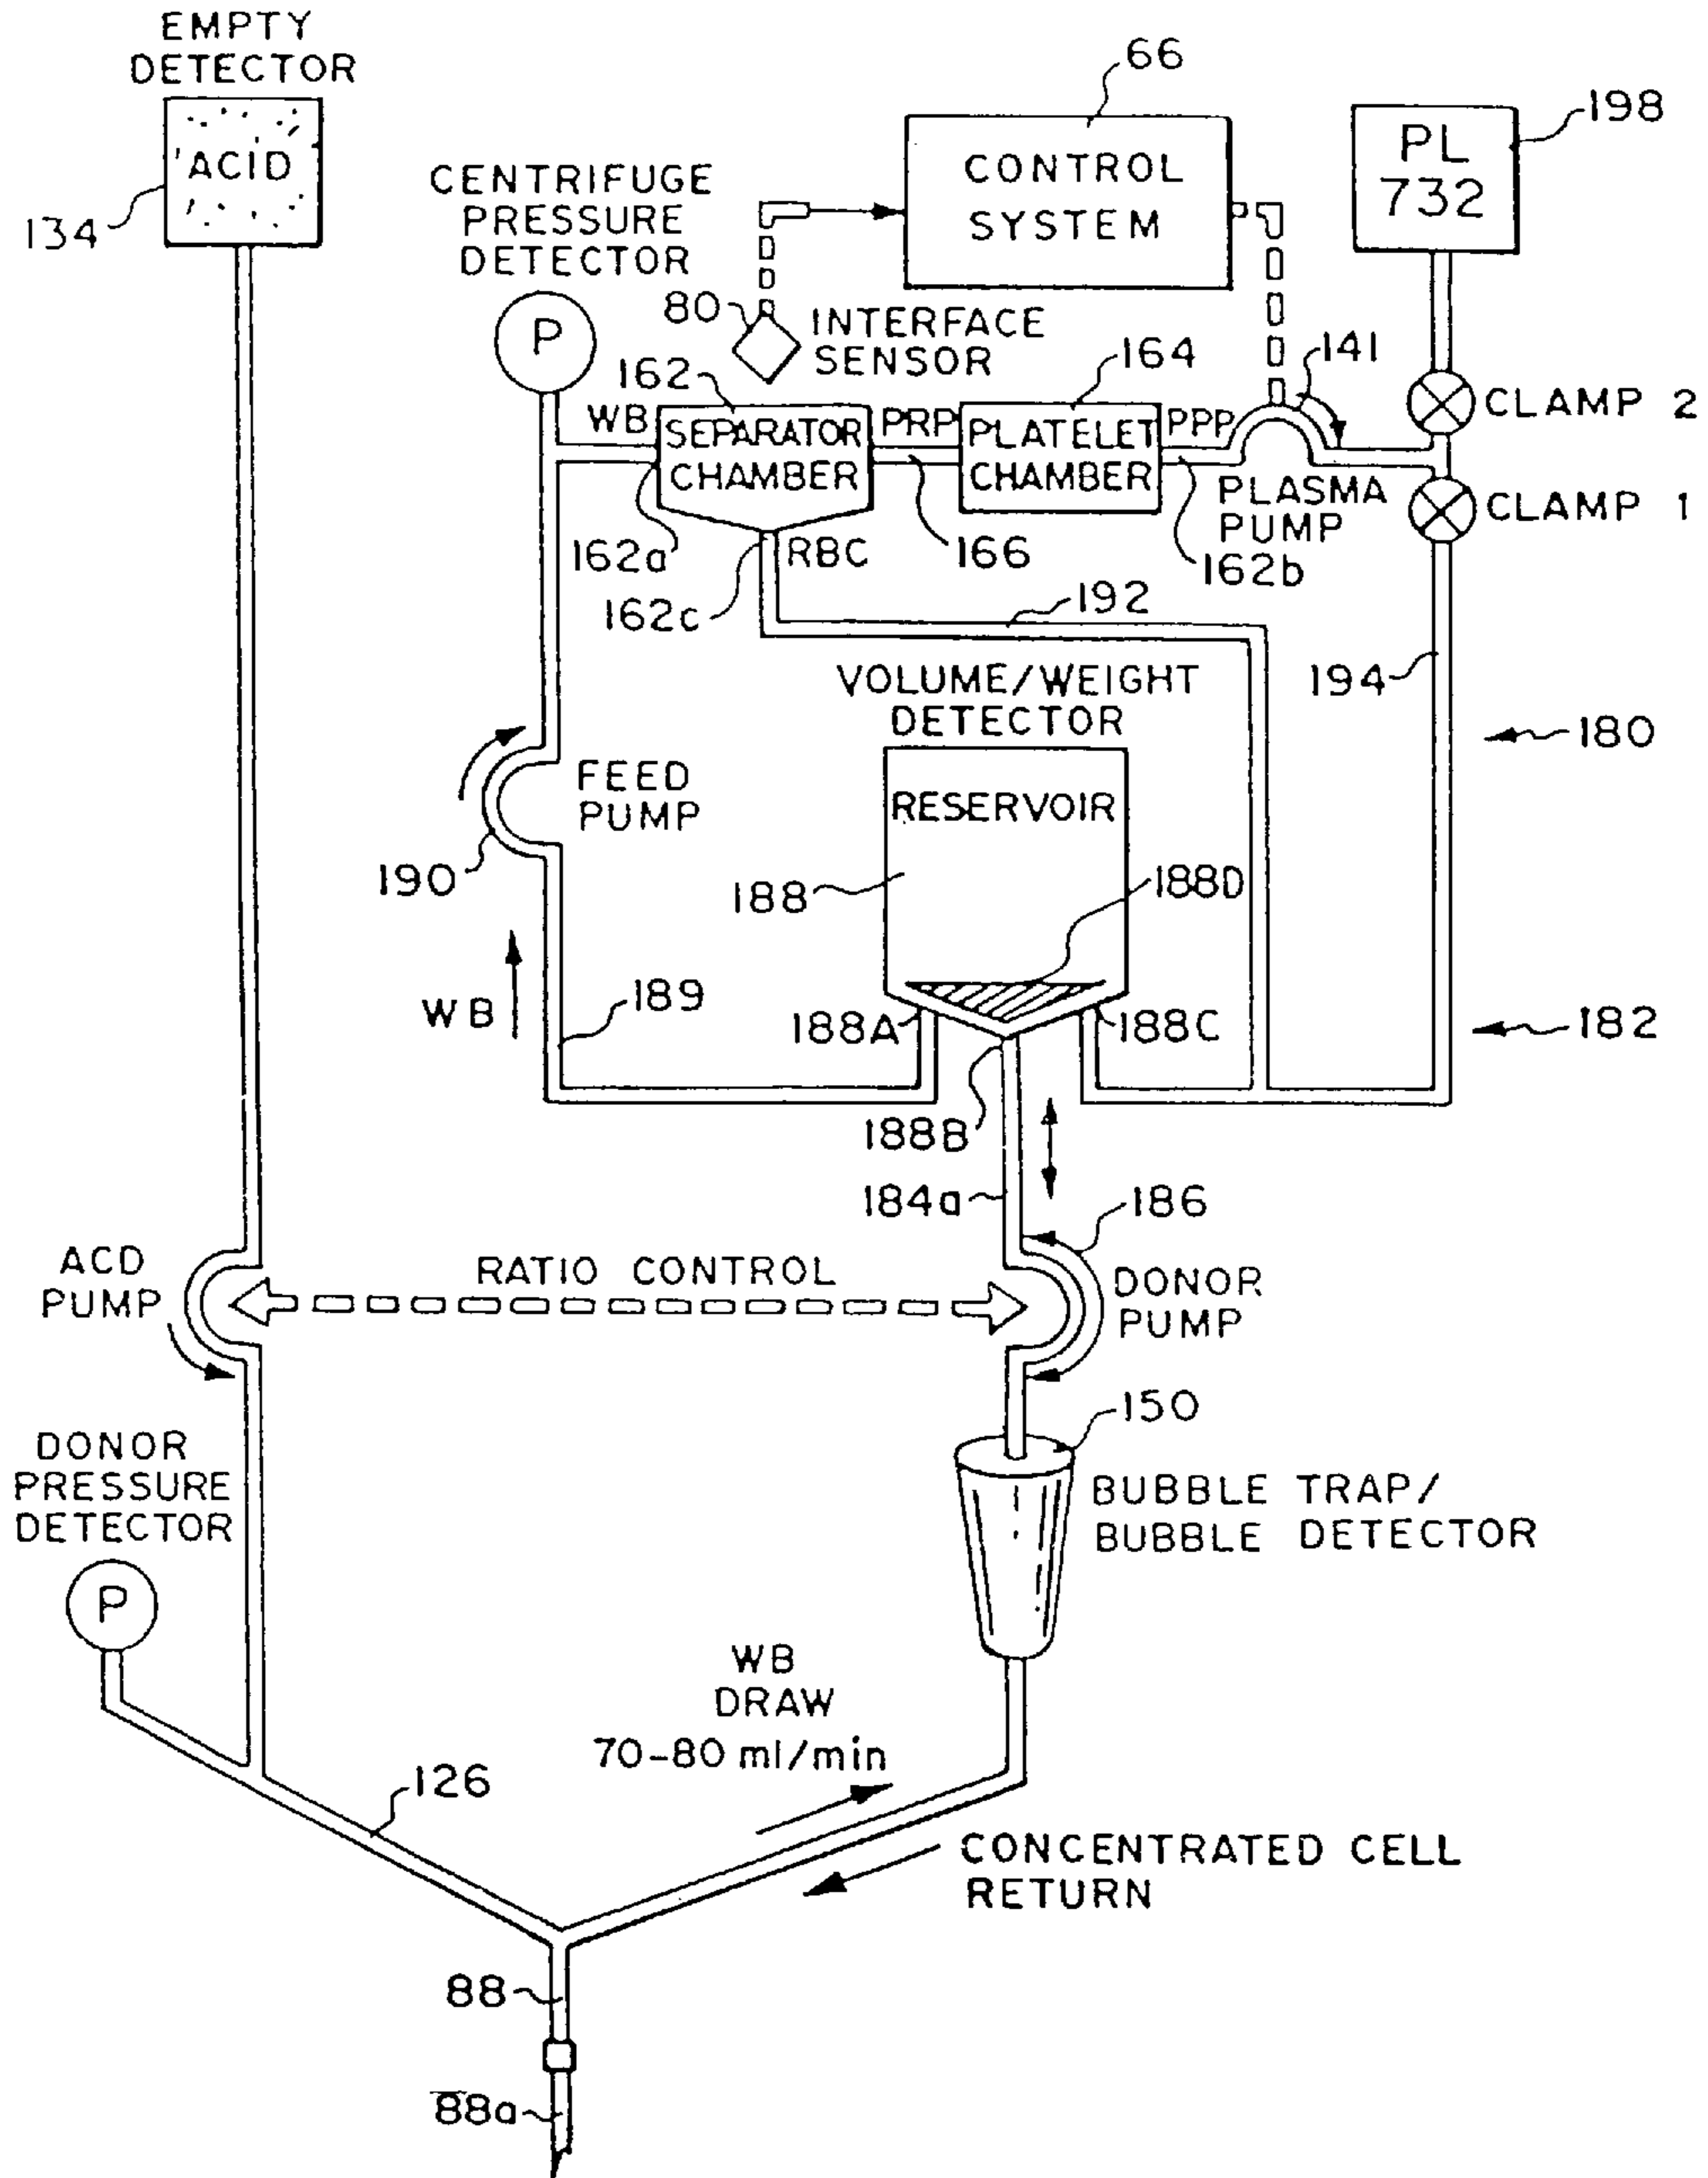 EMPTY
DETECTOR
ACID
134
CENTRIFUGE
PRESSURE
DETECTOR
P
66
CONTROL
SYSTEM
198
PL
732
80
INTERFACE
SENSOR
162
164
141
CLAMP 2
WB
SEPARATOR
CHAMBER
PRP
PLATELET
CHAMBER
PPP
PLASMA
PUMP
CLAMP 1
162a
RBC
166
162b
162c
192
194
180
VOLUME/WEIGHT
DETECTOR
FEED
PUMP
190
RESERVOIR
188
188D
WB
189
188A
188C
182
188B
184a
186
ACD
PUMP
RATIO CONTROL
DONOR
PUMP
150
DONOR
PRESSURE
DETECTOR
P
BUBBLE TRAP/
BUBBLE DETECTOR
WB
DRAW
70-80 ml/min
126
CONCENTRATED CELL
RETURN
88
88a